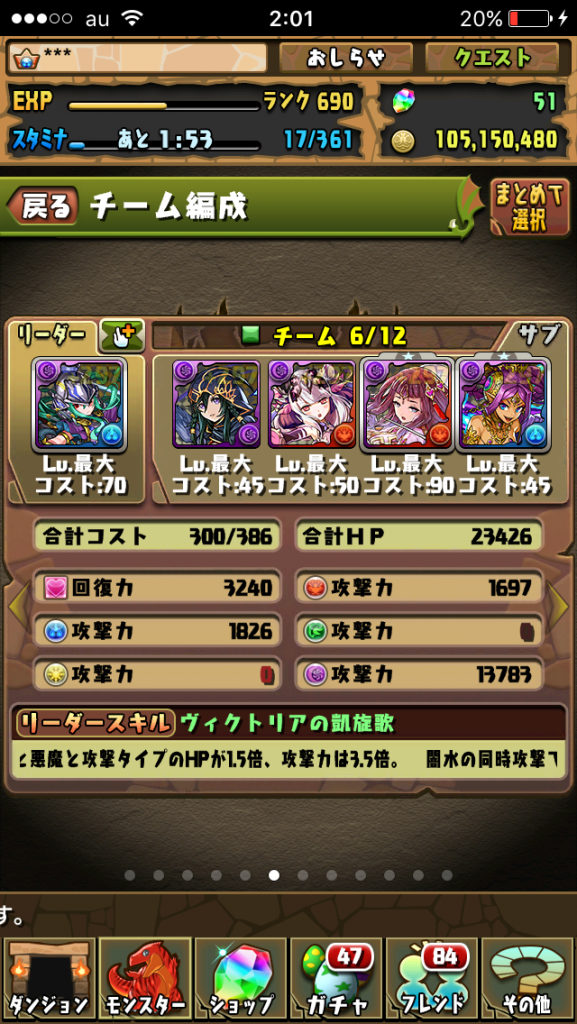 au 2:01 20%
*** おしらせ クエスト
EXP ランク 690 51
スタミナ あと 1:53 17/361 105,150,480
戻る チーム編成 まとめて
選択
リーダー チーム 6/12 サブ
Lv.最大 Lv.最大 Lv.最大 Lv.最大 Lv.最大
コスト:70 コスト:45 コスト:50 コスト:90 コスト:45
合計コスト 300/386 合計HP 23426
回復力 3240 攻撃力 1697
攻撃力 1826 攻撃力 0
攻撃力 0 攻撃力 13783
リーダースキル ヴィクトリアの凱旋歌
と悪魔と攻撃タイプのHPが1.5倍、攻撃力は3.5倍。 闇水の同時攻撃で
す。
47 84
ダンジョン モンスター ショップ ガチャ フレンド その他